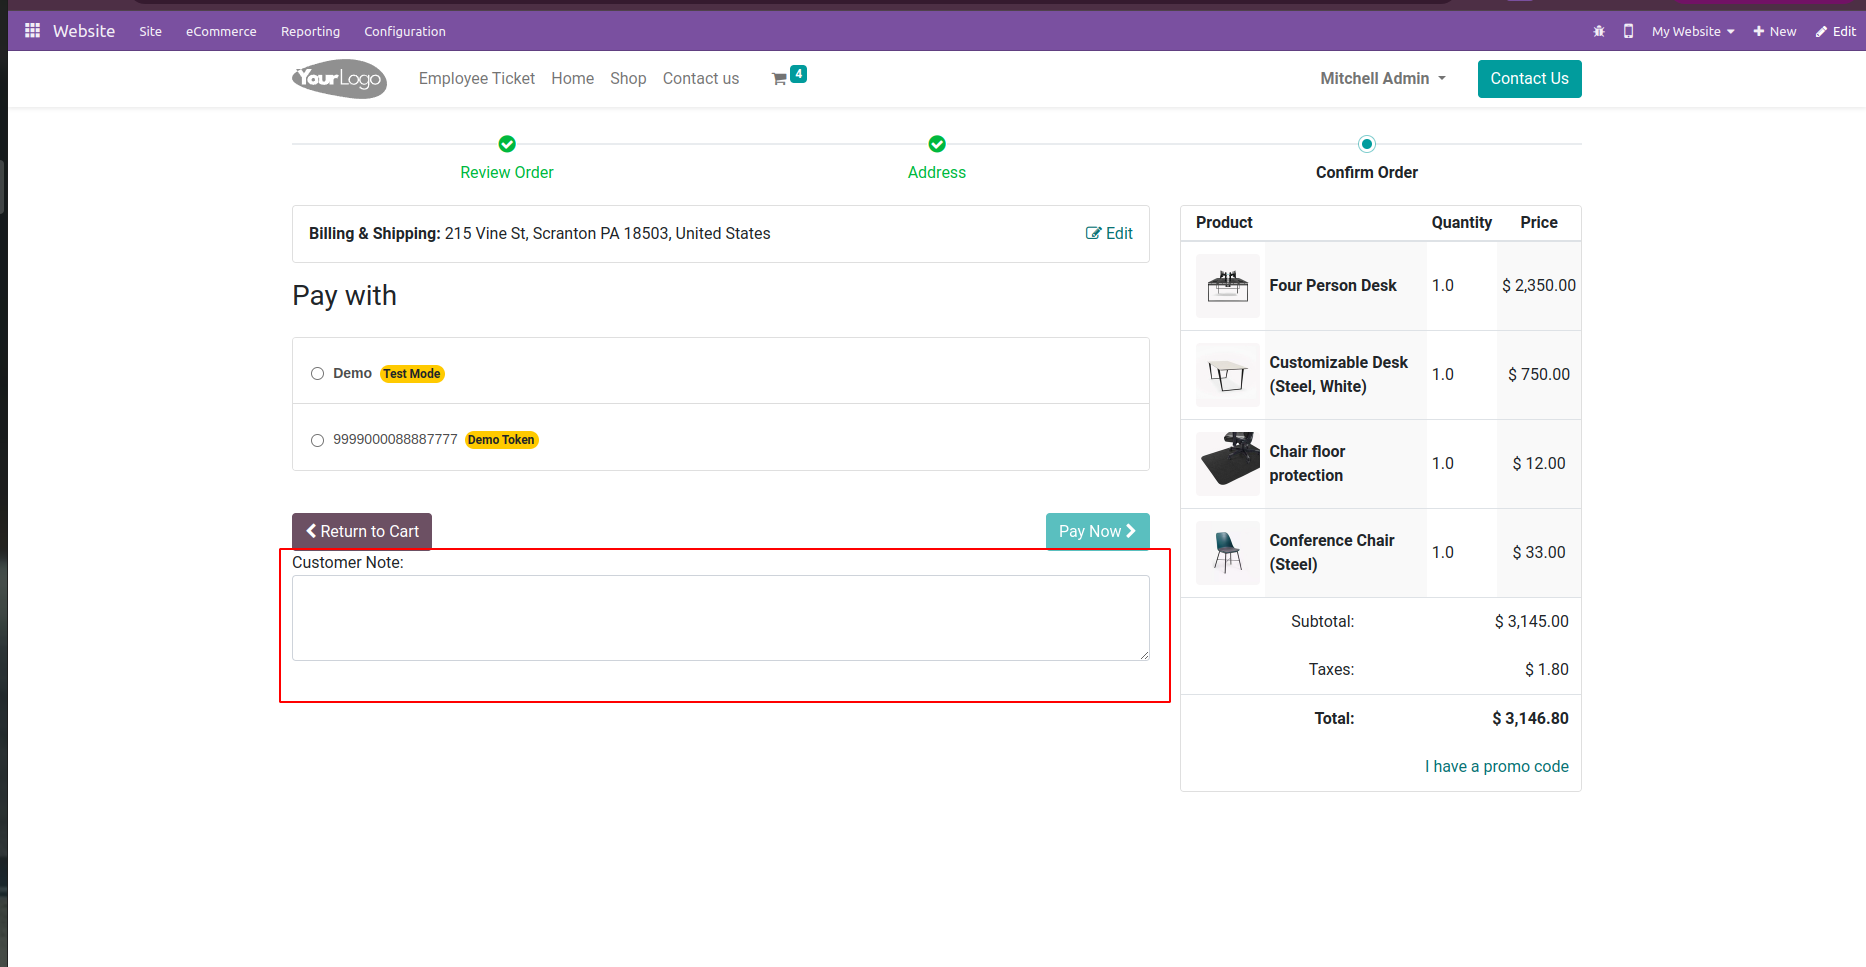 Website Site eCommerce Reporting Configuration My Website New Edit
YourLogo Employee Ticket Home Shop Contact us 4 Mitchell Admin Contact Us
Review Order Address Confirm Order
Billing & Shipping: 215 Vine St, Scranton PA 18503, United States Edit
Pay with
Demo Test Mode
9999000088887777 Demo Token
Return to Cart Pay Now
Customer Note:
Product Quantity Price
Four Person Desk 1.0 $ 2,350.00
Customizable Desk
(Steel, White) 1.0 $ 750.00
Chair floor
protection 1.0 $ 12.00
Conference Chair
(Steel) 1.0 $ 33.00
Subtotal: $ 3,145.00
Taxes: $ 1.80
Total: $ 3,146.80
I have a promo code